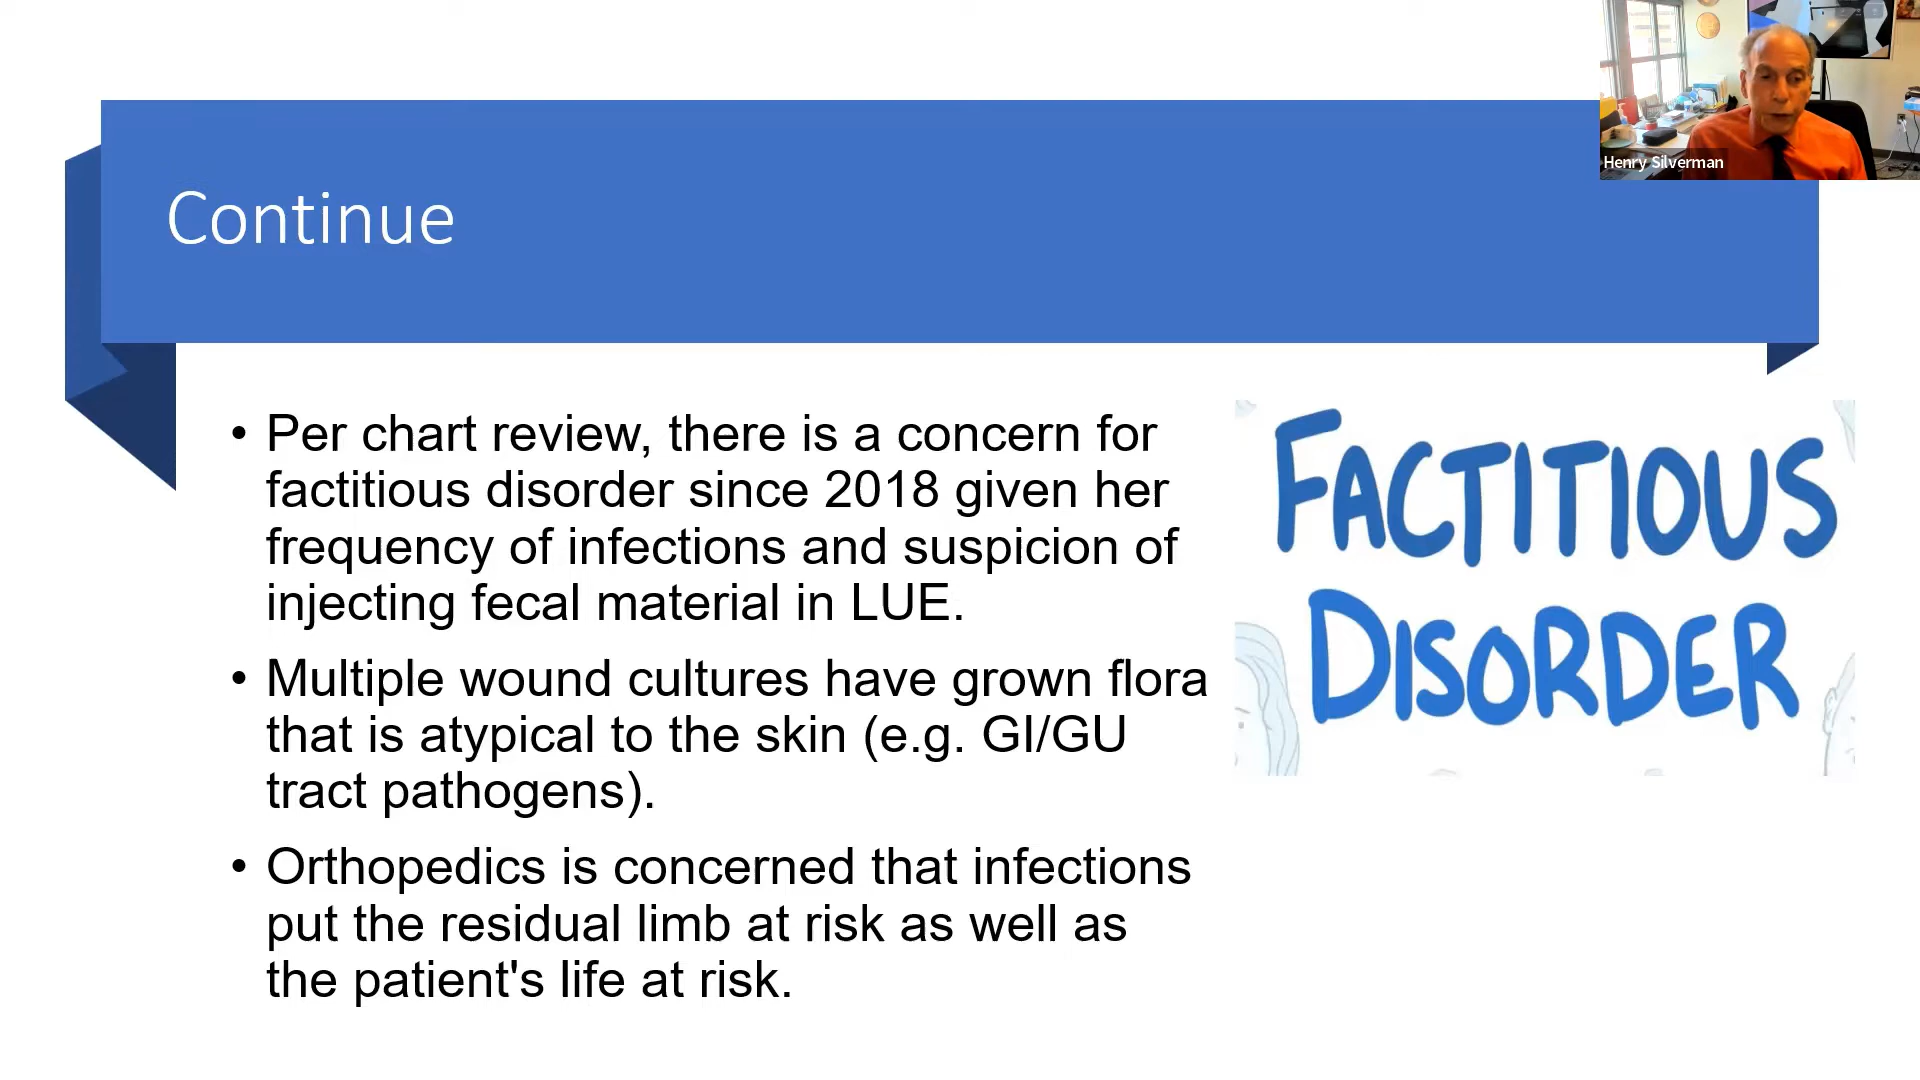 Henry Silverman
Continue
• Per chart review, there is a concern for
factitious disorder since 2018 given her
frequency of infections and suspicion of
injecting fecal material in LUE.
• Multiple wound cultures have grown flora
that is atypical to the skin (e.g. GI/GU
tract pathogens).
• Orthopedics is concerned that infections
put the residual limb at risk as well as
the patient's life at risk.
FACTITIOUS
DISORDER